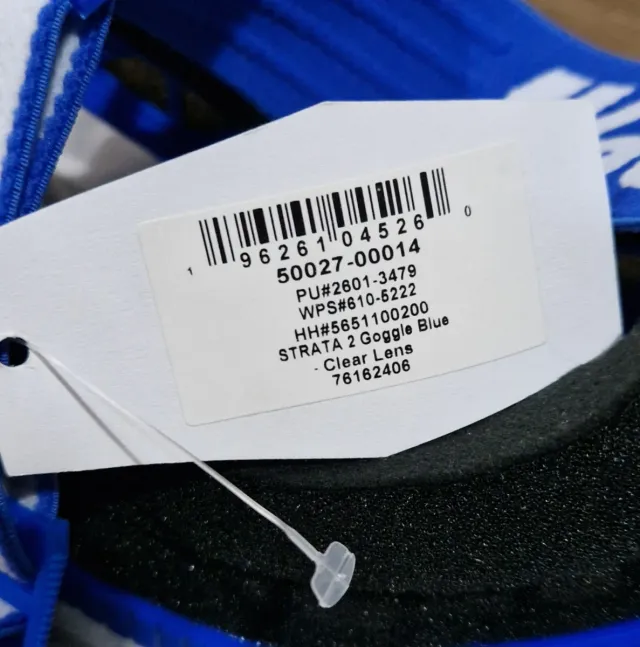 1 96261 04526 0
50027-00014
PU#2601-3479
WPS#610-5222
HH#5651100200
STRATA 2 Goggle Blue
- Clear Lens
76162406